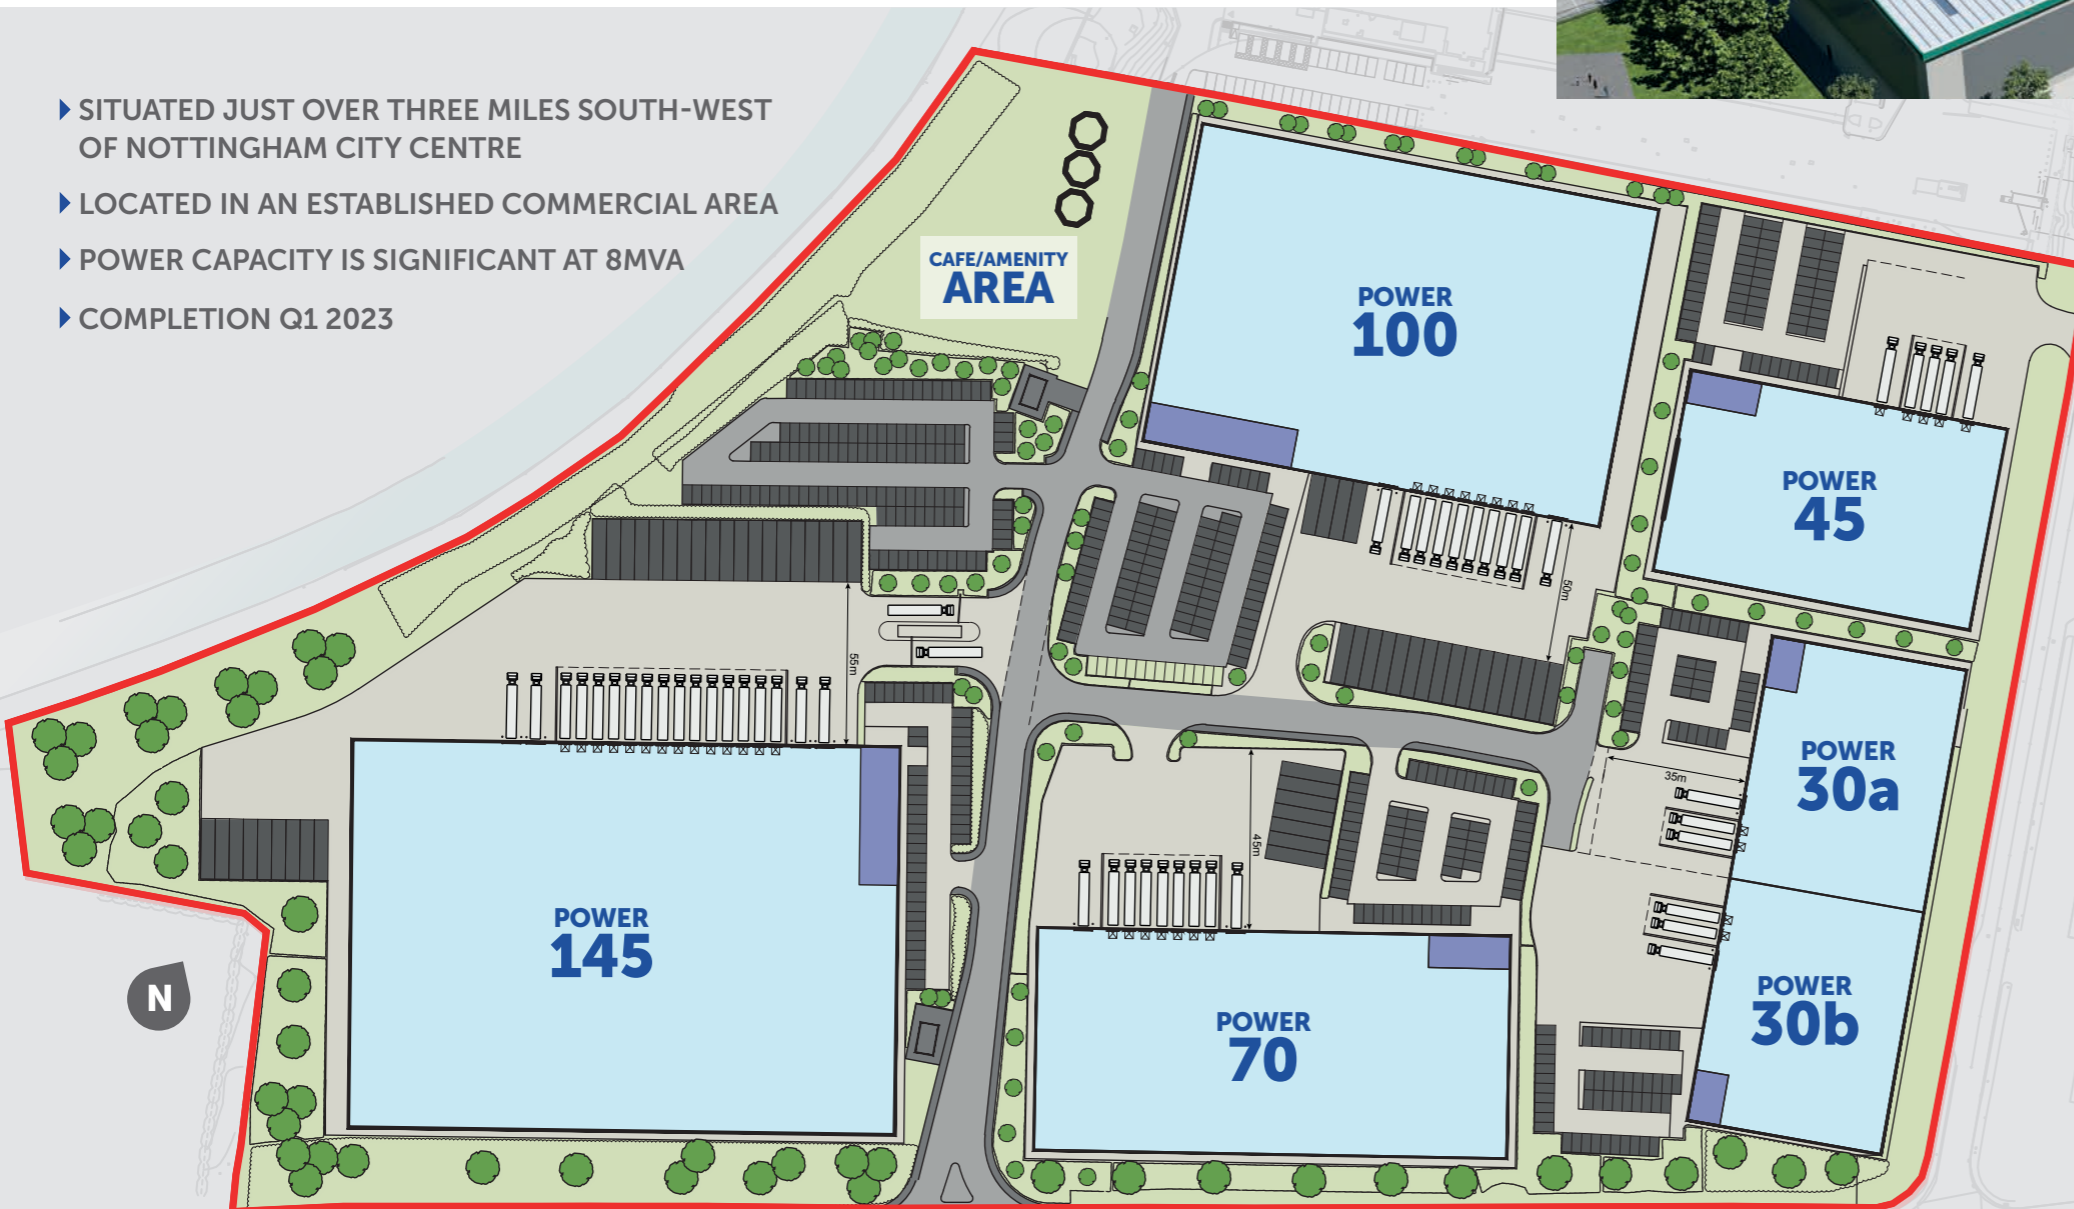 SITUATED JUST OVER THREE MILES SOUTH-WEST
OF NOTTINGHAM CITY CENTRE
LOCATED IN AN ESTABLISHED COMMERCIAL AREA
POWER CAPACITY IS SIGNIFICANT AT 8MVA
COMPLETION Q1 2023
CAFE/AMENITY
AREA
POWER
100
POWER
45
50m
55m
POWER
30a
35m
45m
POWER
145
N
POWER
70
POWER
30b